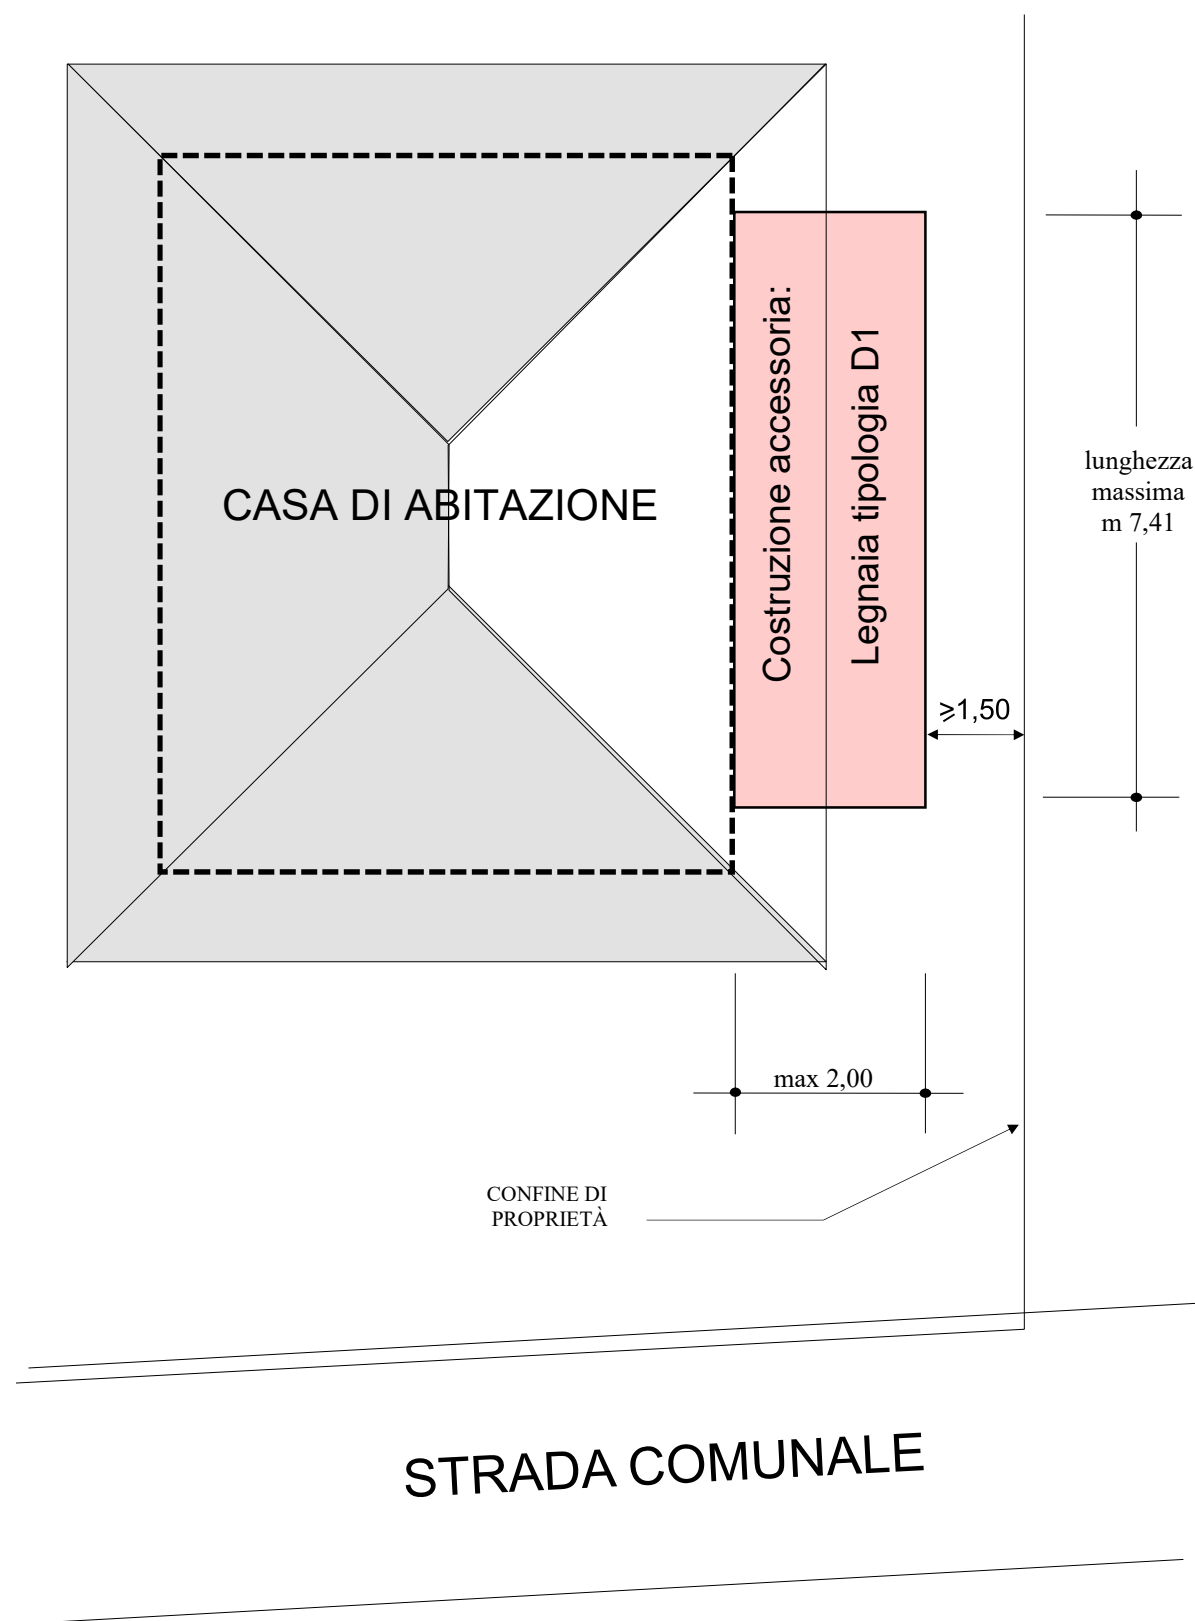 CASA DI ABITAZIONE
Costruzione accessoria:
Legnaia tipologia D1
lunghezza
massima
m 7,41
⩾1,50
max 2,00
CONFINE DI
PROPRIETÀ
STRADA COMUNALE